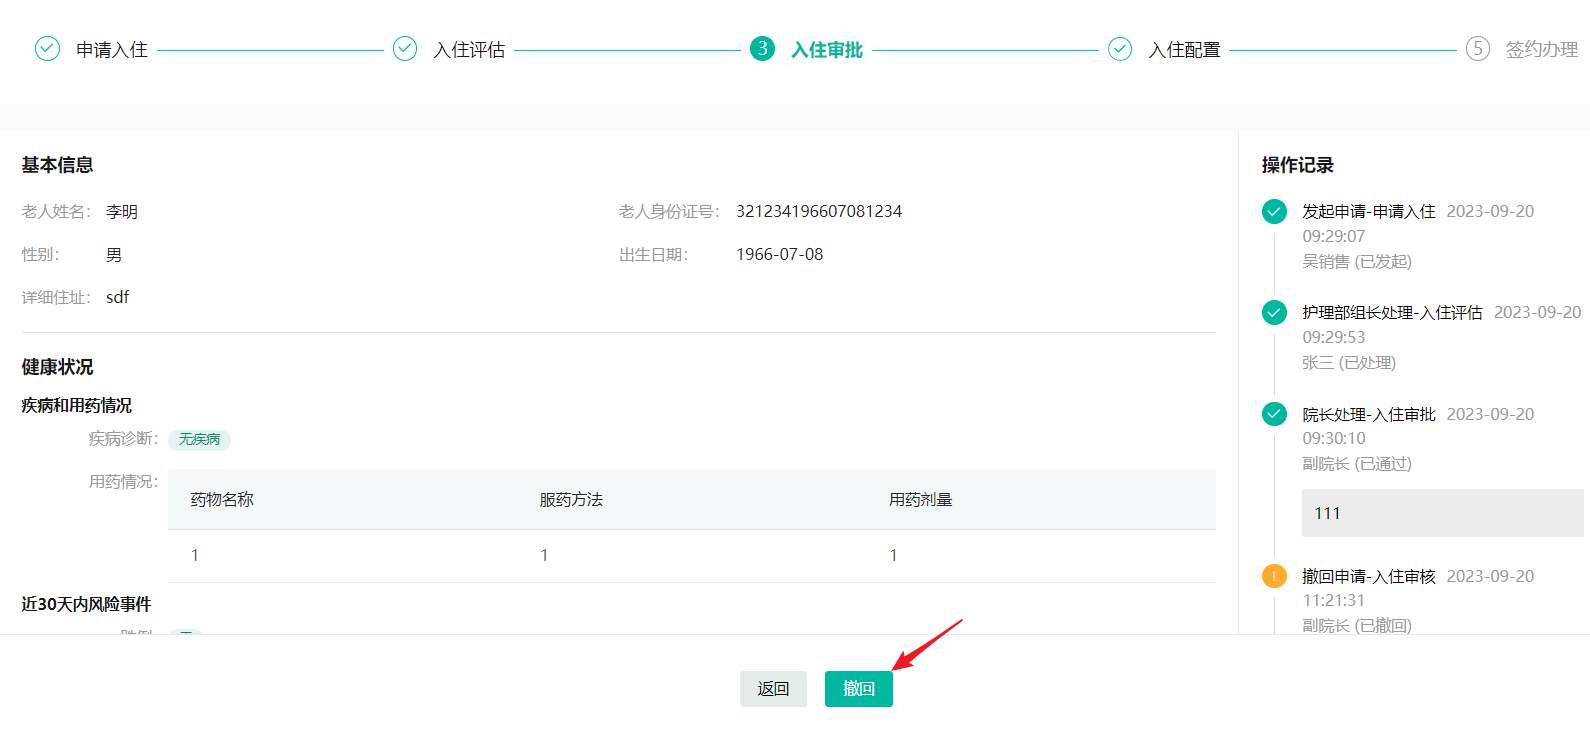 申请入住 入住评估 3 入住审批 入住配置 5 签约办理
基本信息
老人姓名： 李明 老人身份证号： 321234196607081234
性别： 男 出生日期： 1966-07-08
详细住址： sdf
健康状况
疾病和用药情况
疾病诊断： 无疾病
用药情况：
药物名称 服药方法 用药剂量
1 1 1
近30天内风险事件
操作记录
发起申请-申请入住 2023-09-20
09:29:07
吴销售 (已发起)
护理部组长处理-入住评估 2023-09-20
09:29:53
张三 (已处理)
院长处理-入住审批 2023-09-20
09:30:10
副院长 (已通过)
111
撤回申请-入住审核 2023-09-20
11:21:31
副院长 (已撤回)
返回 撤回